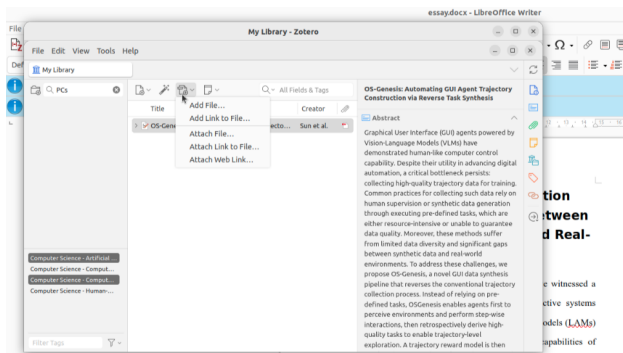 essay.docx - LibreOffice Writer
File
My Library - Zotero
File Edit View Tools Help
My Library
Def
PCs
All Fields & Tags
Title
Creator
Sun et al.
Add File...
Add Link to File...
Attach File...
Attach Link to File...
Attach Web Link...
OS-Genesis: Automating GUI Agent Trajectory
Construction via Reverse Task Synthesis
Abstract
Graphical User Interface (GUI) agents powered by
Vision-Language Models (VLMs) have
demonstrated human-like computer control
capability. Despite their utility in advancing digital
automation, a critical bottleneck persists:
collecting high-quality trajectory data for training.
Common practices for collecting such data rely on
human supervision or synthetic data generation
through executing pre-defined tasks, which are
either resource-intensive or unable to guarantee
data quality. Moreover, these methods suffer
from limited data diversity and significant gaps
between synthetic data and real-world
environments. To address these challenges, we
propose OS-Genesis, a novel GUI data synthesis
pipeline that reverses the conventional trajectory
collection process. Instead of relying on pre-
defined tasks, OSGenesis enables agents first to
perceive environments and perform step-wise
interactions, then retrospectively derive high-
quality tasks to enable trajectory-level
exploration. A trajectory reward model is then
Computer Science - Artificial ...
Computer Science - Comput...
Computer Science - Comput...
Computer Science - Human-...
Filter Tags
tion
tween
d Real-
e witnessed a
ctive systems
odels (LAMs)
capabilities of